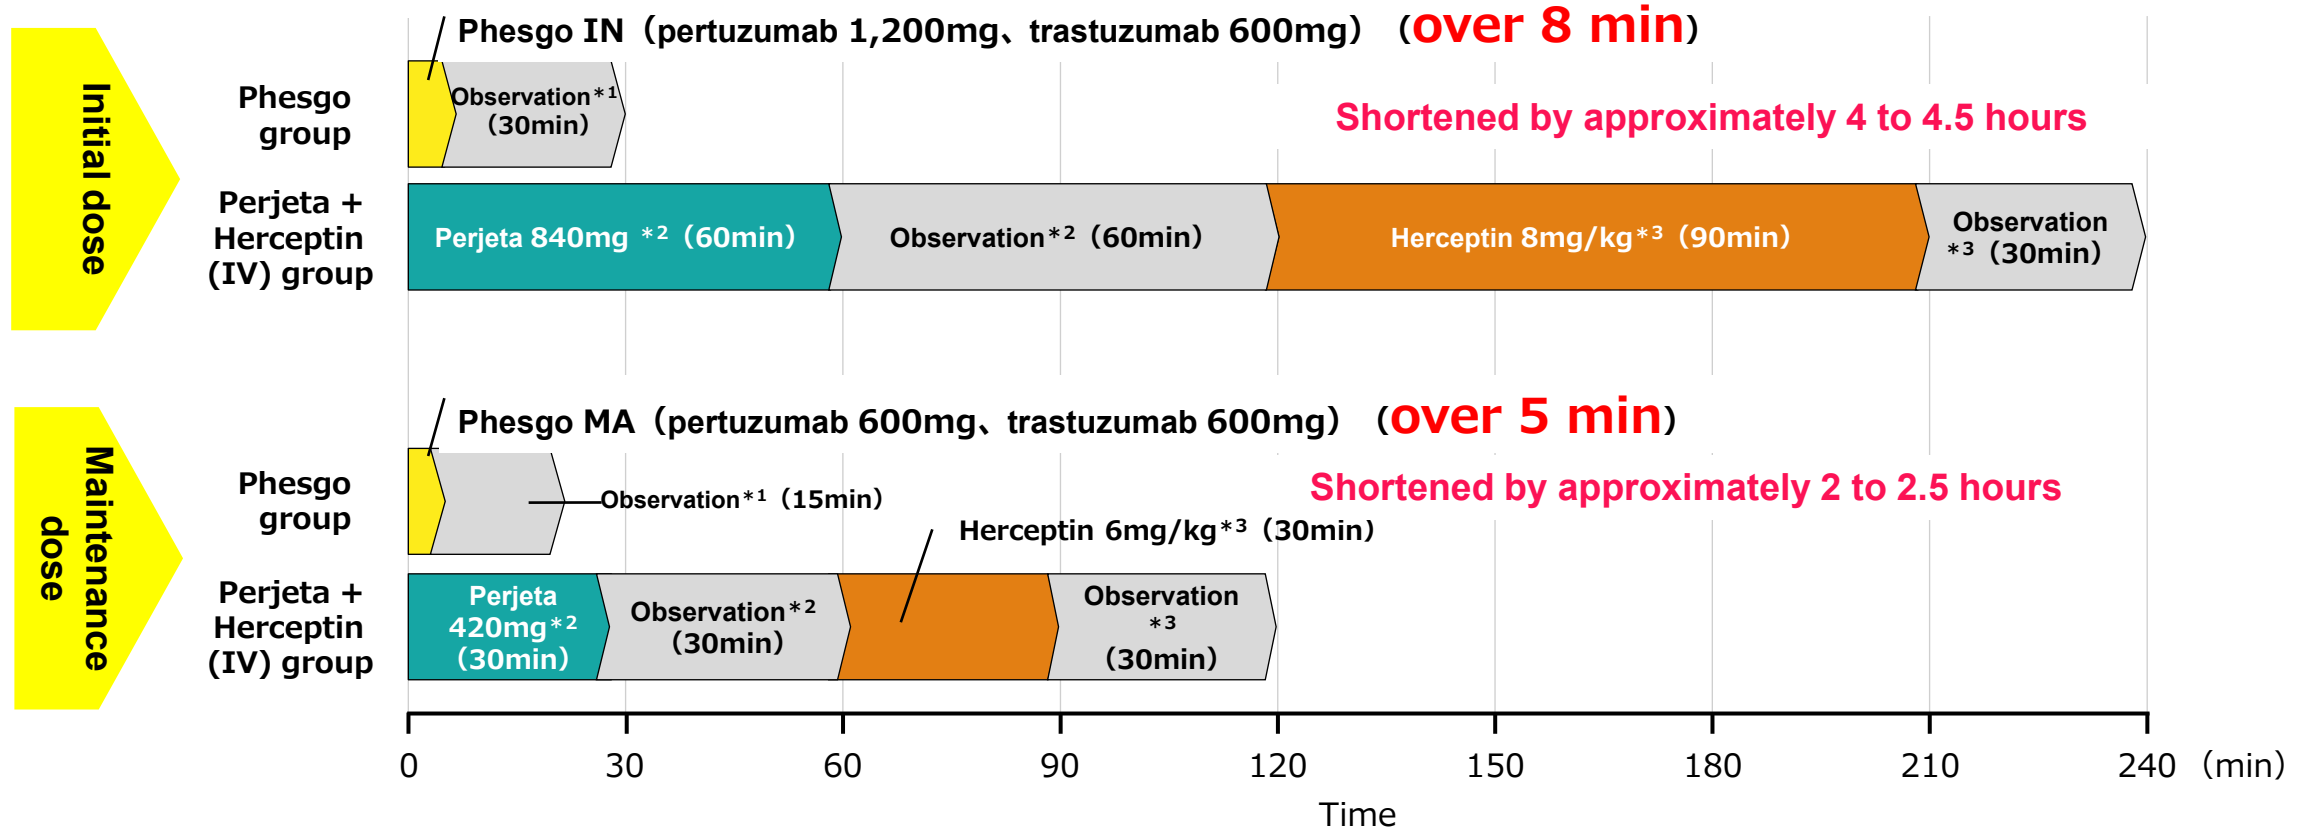 Phesgo IN（pertuzumab 1,200mg、trastuzumab 600mg）（over 8 min）
Initial dose
Phesgo
group
Observation*1
（30min）
Shortened by approximately 4 to 4.5 hours
Perjeta +
Herceptin
(IV) group
Perjeta 840mg *2（60min）
Observation*2（60min）
Herceptin 8mg/kg*3（90min）
Observation
*3（30min）
Phesgo MA（pertuzumab 600mg、trastuzumab 600mg）（over 5 min）
Maintenance
dose
Phesgo
group
Observation*1（15min）
Shortened by approximately 2 to 2.5 hours
Herceptin 6mg/kg*3（30min）
Perjeta +
Herceptin
(IV) group
Perjeta
420mg*2
（30min）
Observation*2
（30min）
Observation
*3
（30min）
0 30 60 90 120 150 180 210 240（min）
Time